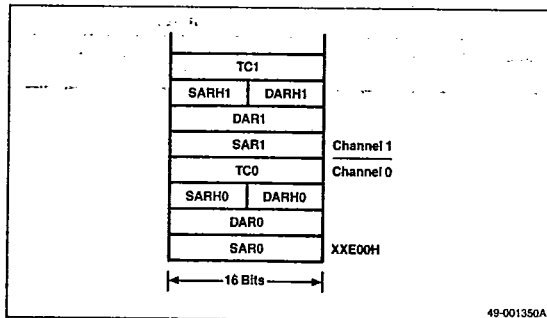 TC1
SARH1 DARH1
DAR1
SAR1 Channel 1
TC0 Channel 0
SARH0 DARH0
DAR0
SAR0 XXE00H
16 Bits
49-001350A